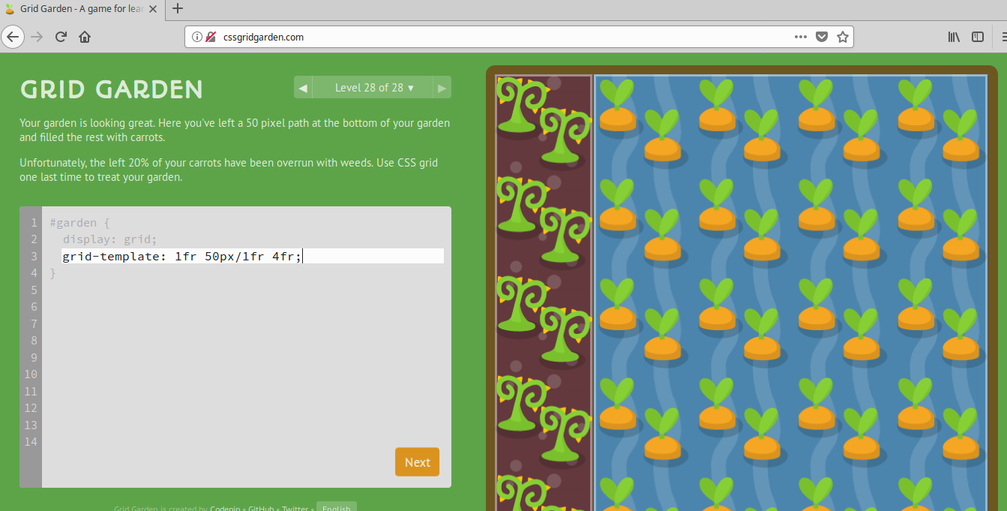 Grid Garden - A game for lear
cssgridgarden.com
GRID GARDEN
Level 28 of 28
Your garden is looking great. Here you've left a 50 pixel path at the bottom of your garden
and filled the rest with carrots.
Unfortunately, the left 20% of your carrots have been overrun with weeds. Use CSS grid
one last time to treat your garden.
1 #garden {
2 display: grid;
3 grid-template: 1fr 50px/1fr 4fr;
4 }
5
6
7
8
9
10
11
12
13
14
Next
Grid Garden is created by Codepip • GitHub • Twitter • English